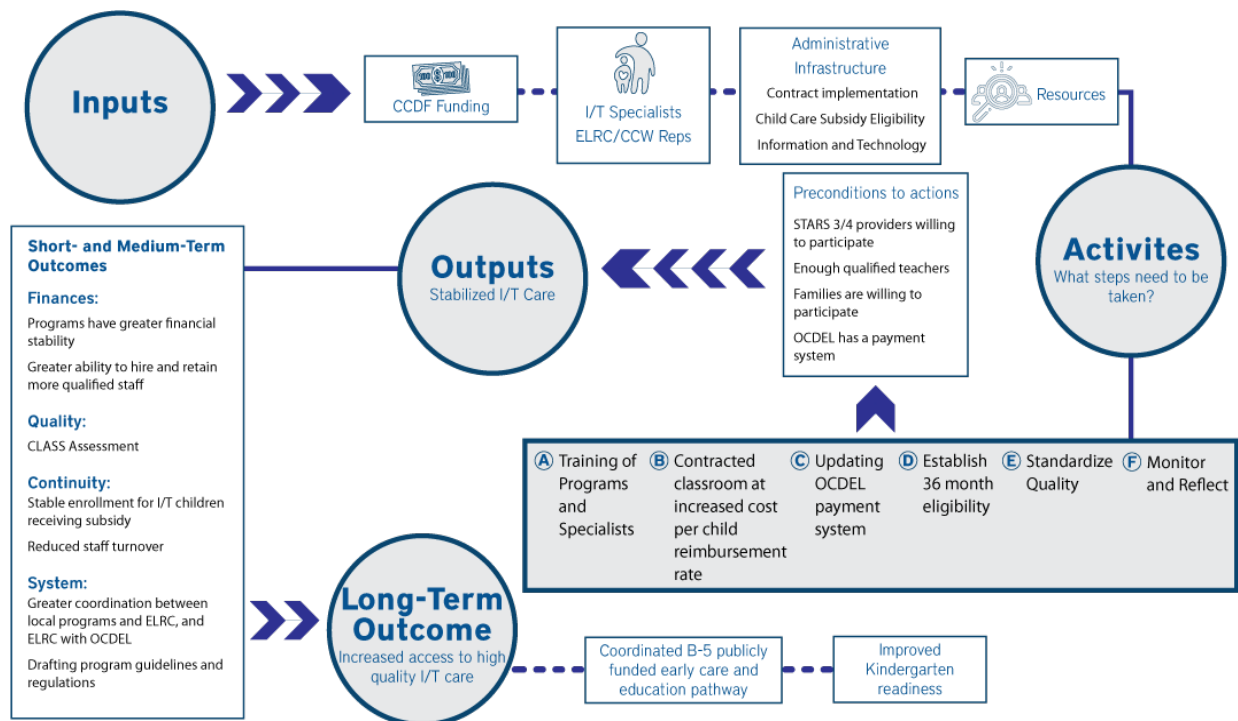 Inputs
CCDF Funding
I/T Specialists
ELRC/CCW Reps
Administrative
Infrastructure
Contract implementation
Child Care Subsidy Eligibility
Information and Technology
Resources
Activites
What steps need to be
taken?
A Training of
Programs
and
Specialists
B Contracted
classroom at
increased cost
per child
reimbursement
rate
C Updating
OCDEL
payment
system
D Establish
36 month
eligibility
E Standardize
Quality
F Monitor
and Reflect
Preconditions to actions
STARS 3/4 providers willing
to participate
Enough qualified teachers
Families are willing to
participate
OCDEL has a payment
system
Outputs
Stabilized I/T Care
Short- and Medium-Term
Outcomes
Finances:
Programs have greater financial
stability
Greater ability to hire and retain
more qualified staff
Quality:
CLASS Assessment
Continuity:
Stable enrollment for I/T children
receiving subsidy
Reduced staff turnover
System:
Greater coordination between
local programs and ELRC, and
ELRC with OCDEL
Drafting program guidelines and
regulations
Long-Term
Outcome
Increased access to high
quality I/T care
Coordinated B-5 publicly
funded early care and
education pathway
Improved
Kindergarten
readiness